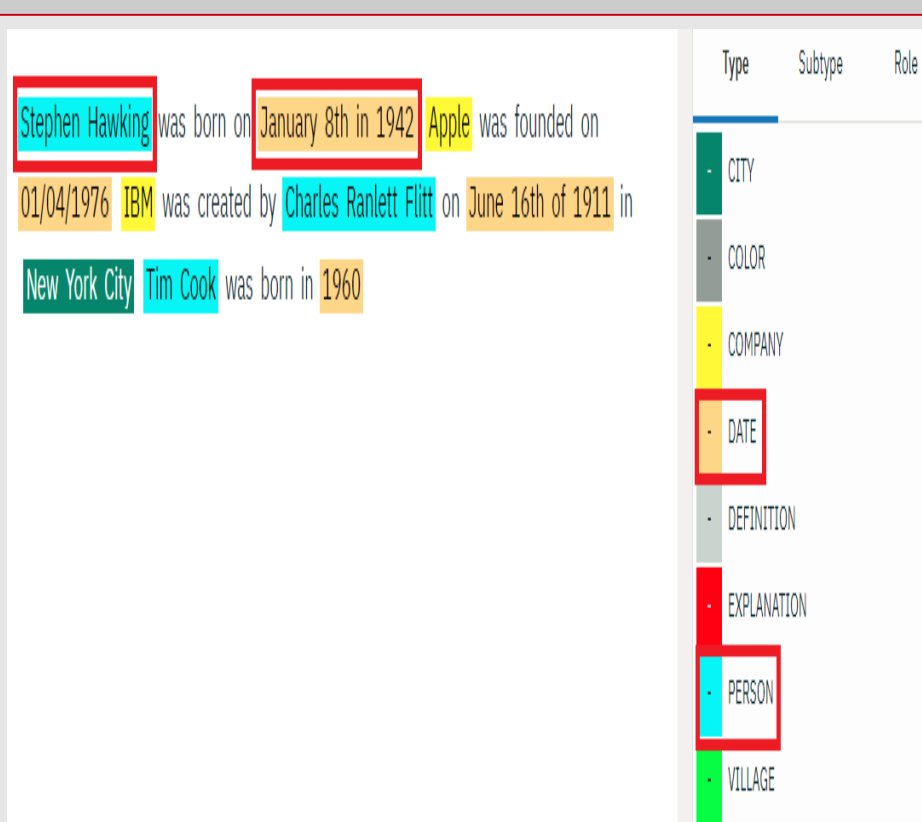 Stephen Hawking was born on January 8th in 1942 Apple was founded on
01/04/1976 IBM was created by Charles Ranlett Flitt on June 16th of 1911 in
New York City Tim Cook was born in 1960
Type Subtype Role
- CITY
- COLOR
- COMPANY
- DATE
- DEFINITION
- EXPLANATION
- PERSON
- VILLAGE